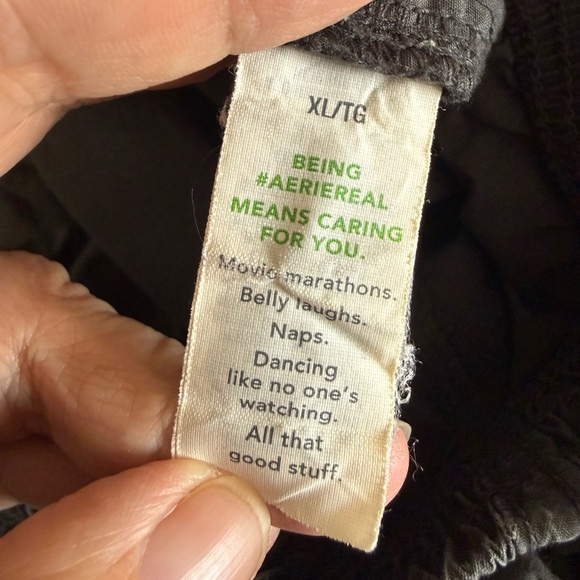 XL/TG
BEING
#AERIEREAL
MEANS CARING
FOR YOU.
Movie marathons.
Belly laughs.
Naps.
Dancing
like no one's
watching.
All that
good stuff.